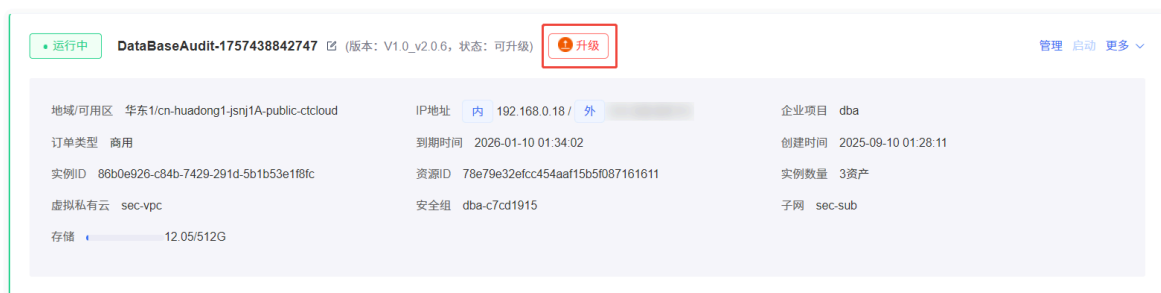 运行中 DataBaseAudit-1757438842747 (版本：V1.0_v2.0.6，状态：可升级) 升级 管理 启动 更多
地域/可用区 华东1/cn-huadong1-jsnj1A-public-ctcloud IP地址 内 192.168.0.18 / 外 企业项目 dba
订单类型 商用 到期时间 2026-01-10 01:34:02 创建时间 2025-09-10 01:28:11
实例ID 86b0e926-c84b-7429-291d-5b1b53e1f8fc 资源ID 78e79e32efcc454aaf15b5f087161611 实例数量 3资产
虚拟私有云 sec-vpc 安全组 dba-c7cd1915 子网 sec-sub
存储 12.05/512G